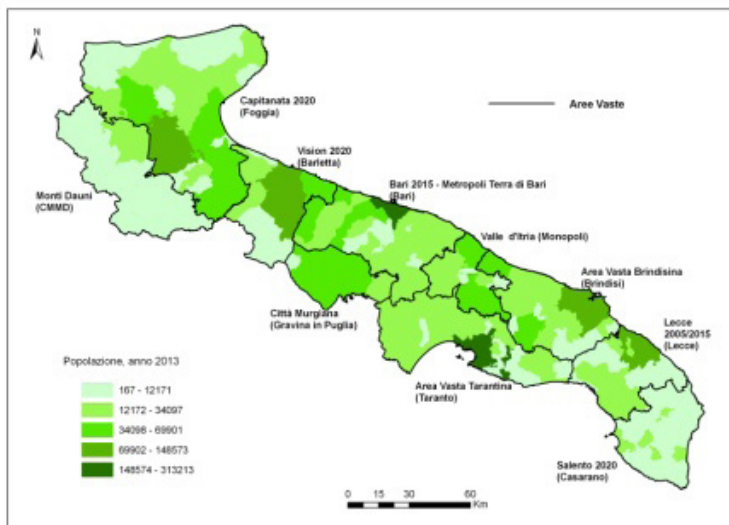 N
Capitanata 2020
(Foggia)
Aree Vaste
Vision 2020
(Barletta)
Monti Dauni
(CMMD)
Bari 2015 - Metropoli Terra di Bari
(Bari)
Valle d'Itria (Monopoli)
Area Vasta Brindisina
(Brindisi)
Città Murgiana
(Gravina in Puglia)
Lecce
2005/2015
(Lecce)
Popolazione, anno 2013
Area Vasta Tarantina
(Taranto)
167 - 12171
12172 - 34097
34098 - 69901
69902 - 148573
148574 - 313213
Salento 2020
(Casarano)
0 15 30 60
Km